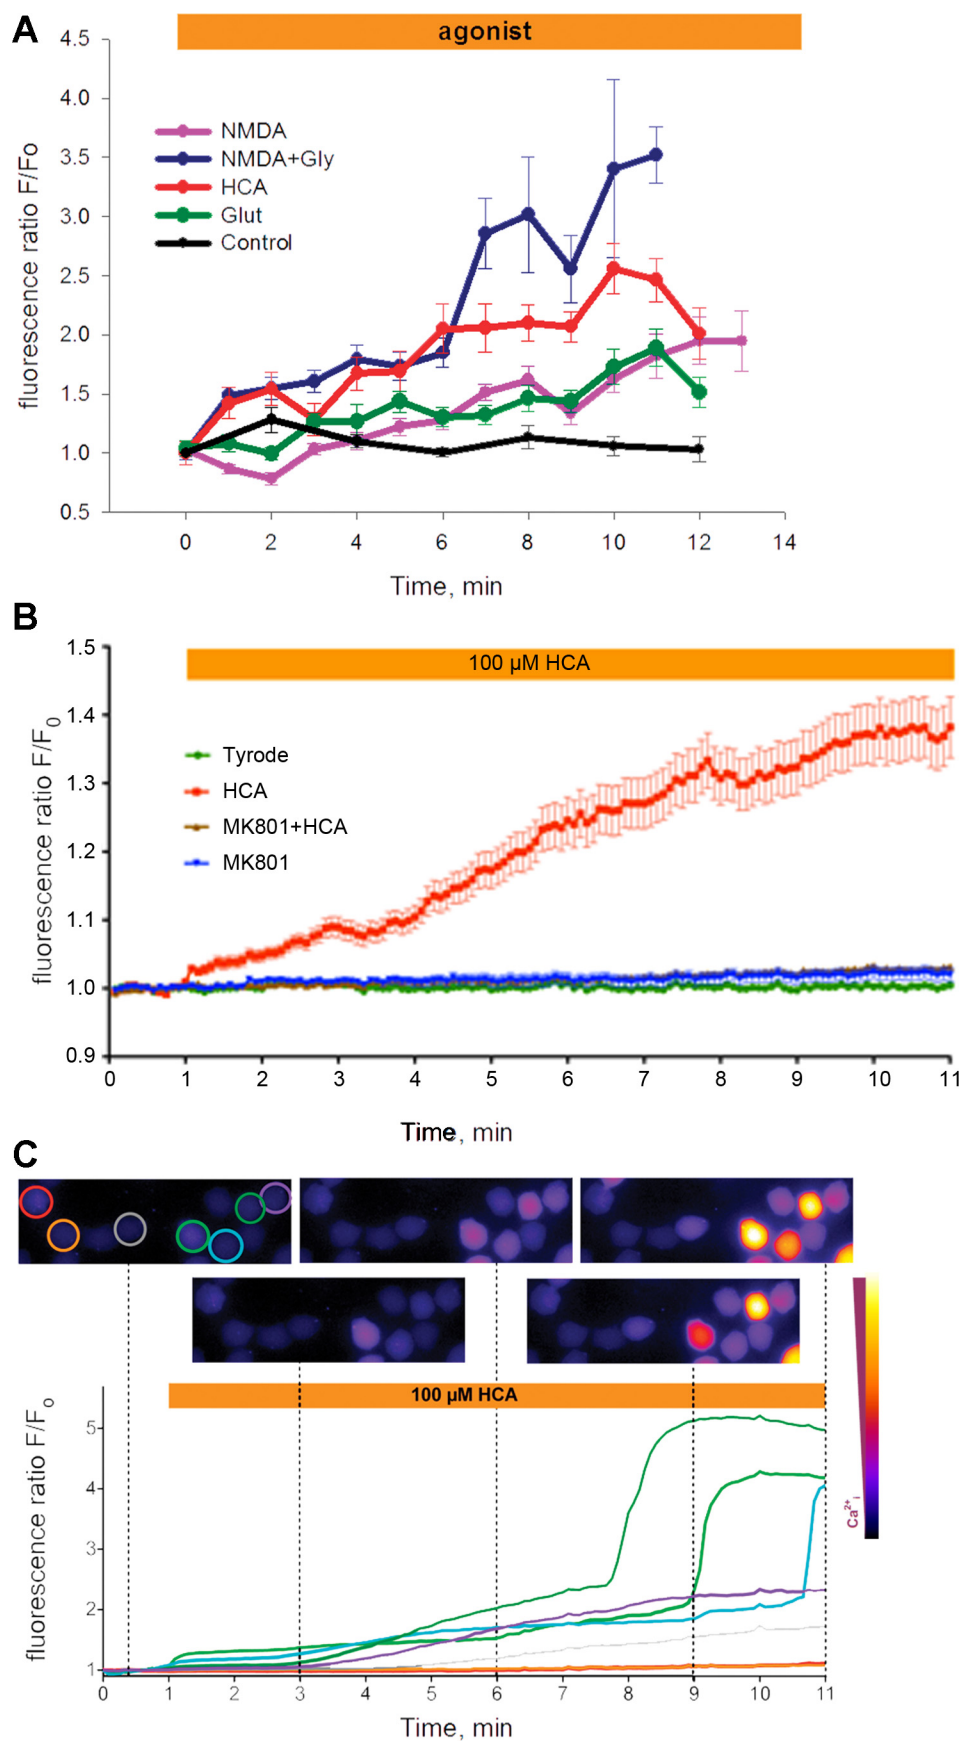 A
agonist
4.5
4.0
3.5
3.0
2.5
2.0
1.5
1.0
0.5
fluorescence ratio F/Fo
NMDA
NMDA+Gly
HCA
Glut
Control
0 2 4 6 8 10 12 14
Time, min
B
100 µM HCA
1.5
1.4
1.3
1.2
1.1
1.0
0.9
fluorescence ratio F/F0
Tyrode
HCA
MK801+HCA
MK801
0 1 2 3 4 5 6 7 8 9 10 11
Time, min
C
100 µM HCA
5
4
3
2
1
fluorescence ratio F/Fo
Ca2+i
0 1 2 3 4 5 6 7 8 9 10 11
Time, min